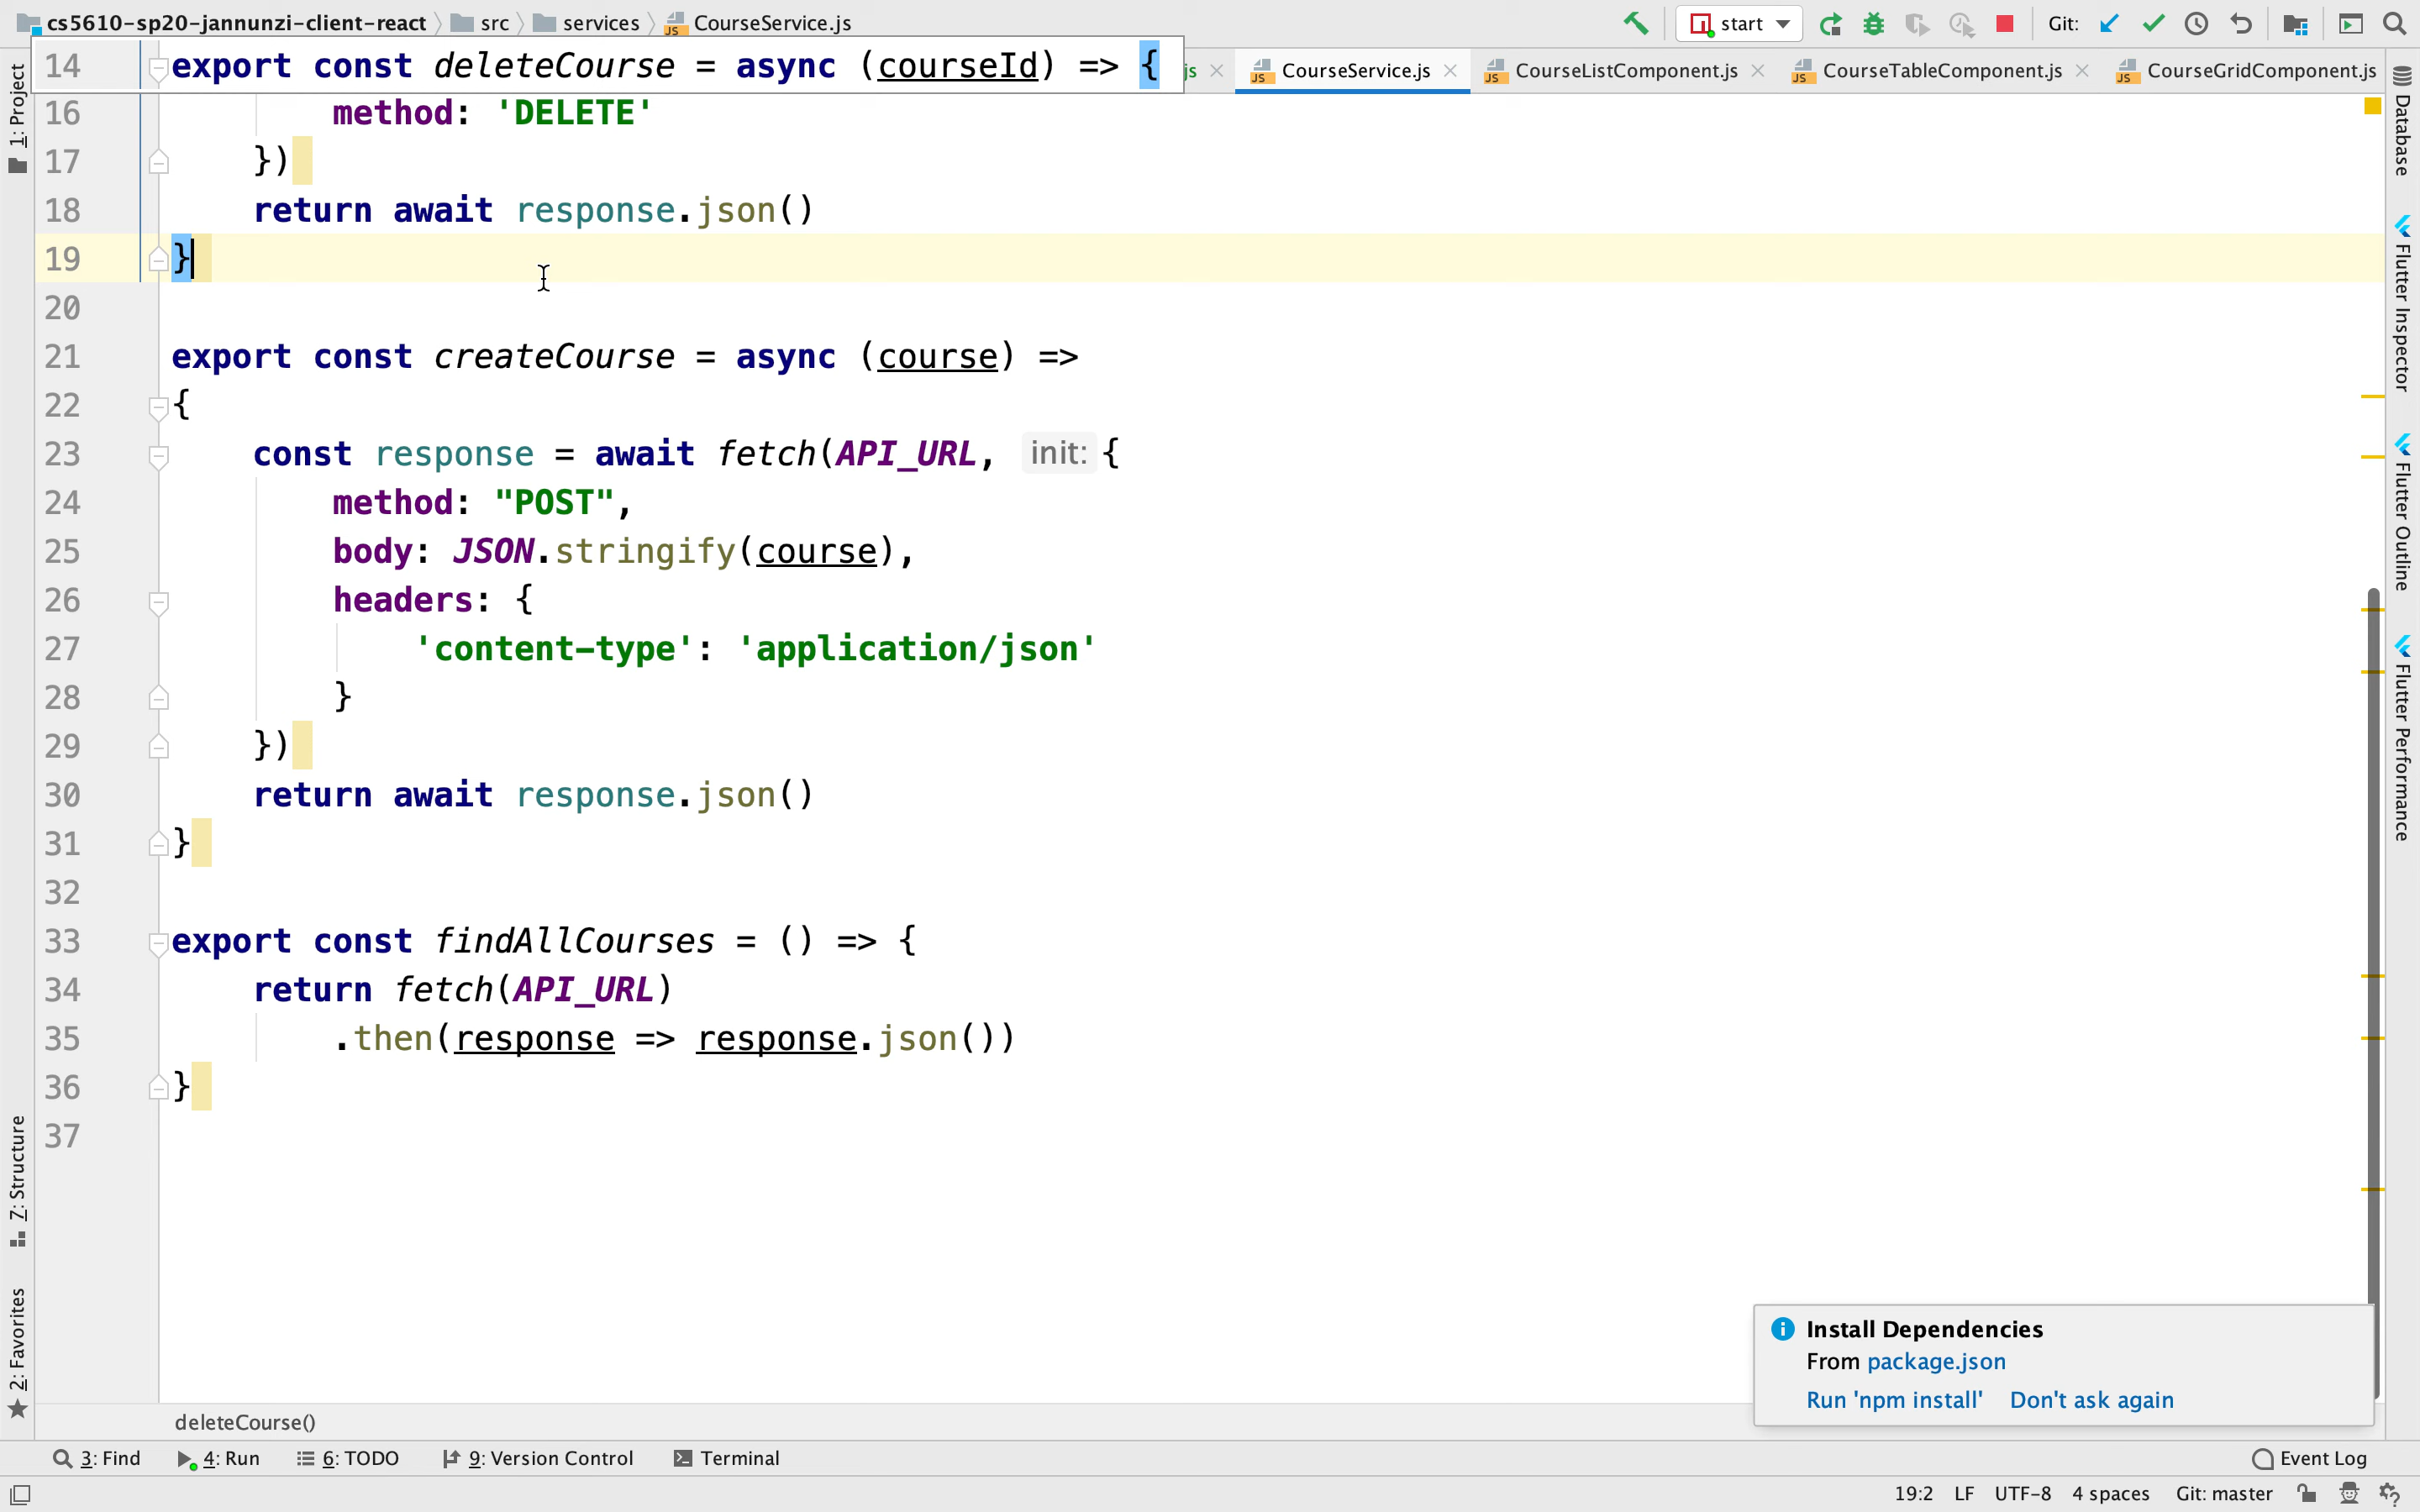 cs5610-sp20-jannunzi-client-react src services CourseService.js start Git:
js CourseService.js CourseListComponent.js CourseTableComponent.js CourseGridComponent.js
14 export const deleteCourse = async (courseId) => {
16 method: 'DELETE'
17 })
18 return await response.json()
19 }
20
21 export const createCourse = async (course) =>
22 {
23 const response = await fetch(API_URL, init: {
24 method: "POST",
25 body: JSON.stringify(course),
26 headers: {
27 'content-type': 'application/json'
28 }
29 })
30 return await response.json()
31 }
32
33 export const findAllCourses = () => {
34 return fetch(API_URL)
35 .then(response => response.json())
36 }
37
1: Project
7: Structure
2: Favorites
Database
Flutter Inspector
Flutter Outline
Flutter Performance
Install Dependencies
From package.json
Run 'npm install' Don't ask again
deleteCourse()
3: Find 4: Run 6: TODO 9: Version Control Terminal Event Log
19:2 LF UTF-8 4 spaces Git: master